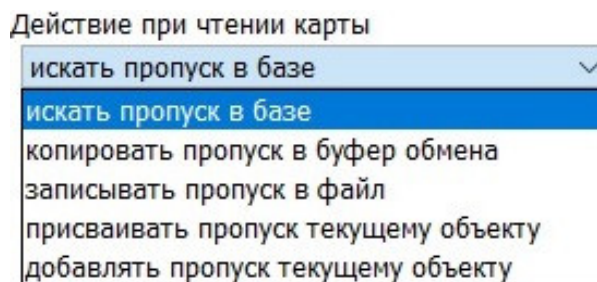 Действие при чтении карты
искать пропуск в базе
искать пропуск в базе
копировать пропуск в буфер обмена
записывать пропуск в файл
присваивать пропуск текущему объекту
добавлять пропуск текущему объекту